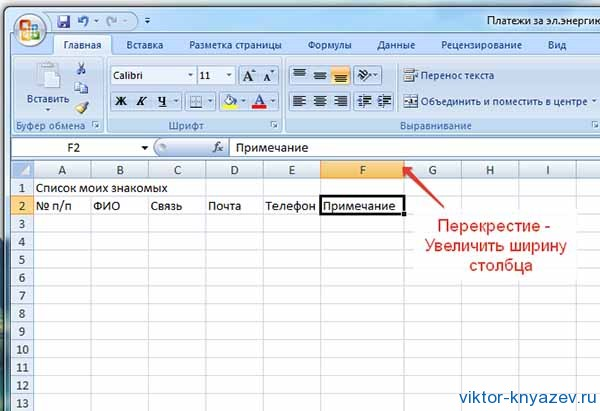 Платежи за эл.энергию
Главная Вставка Разметка страницы Формулы Данные Рецензирование
Вставить
Calibri 11
Ж К Ч А
Перенос текста
Объединить и поместить в центре
Буфер обмена Шрифт Выравнивание
F2 fx Примечание
A B C D E F G H I
1 Список моих знакомых
2 № п/п ФИО Связь Почта Телефон Примечание
3
4
5
6
7
8
9
10
11
12
13
Перекрестие -
Увеличить ширину
столбца
viktor-knyazev.ru